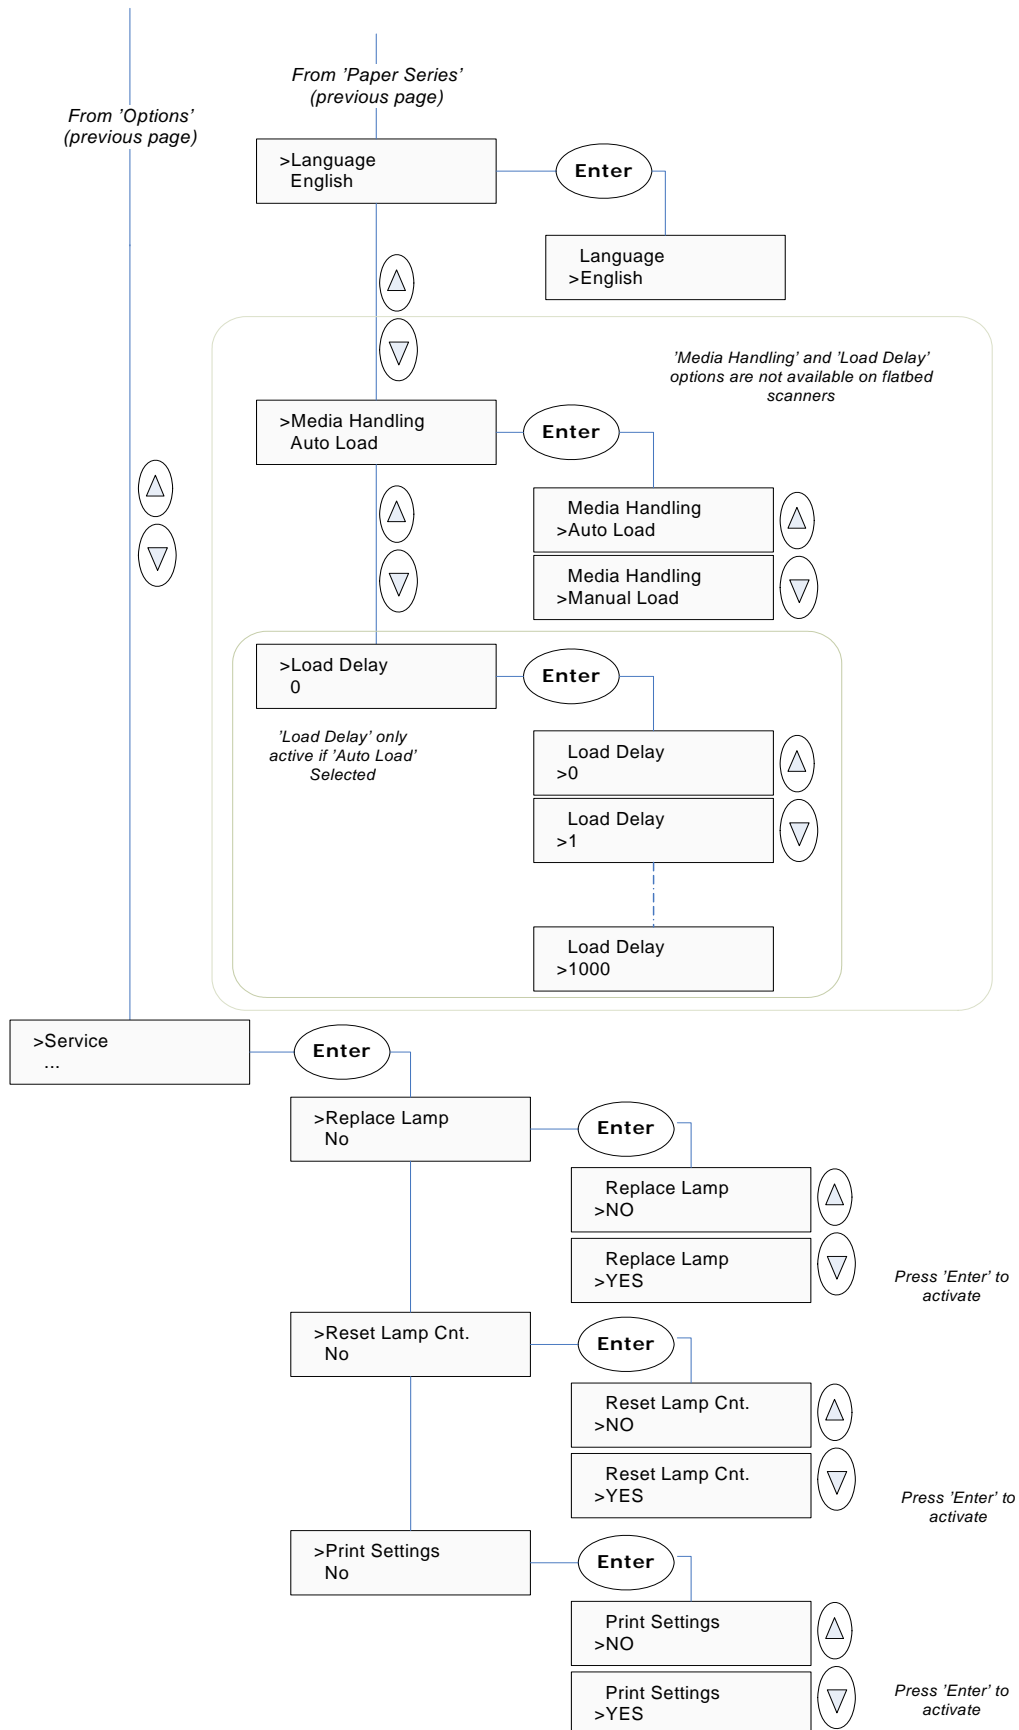 From 'Paper Series'
(previous page)
From 'Options'
(previous page)
>Language
English
Enter
Language
>English
'Media Handling' and 'Load Delay'
options are not available on flatbed
scanners
>Media Handling
Auto Load
Enter
Media Handling
>Auto Load
Media Handling
>Manual Load
>Load Delay
0
Enter
'Load Delay' only
active if 'Auto Load'
Selected
Load Delay
>0
Load Delay
>1
Load Delay
>1000
>Service
...
Enter
>Replace Lamp
No
Enter
Replace Lamp
>NO
Replace Lamp
>YES
Press 'Enter' to
activate
>Reset Lamp Cnt.
No
Enter
Reset Lamp Cnt.
>NO
Reset Lamp Cnt.
>YES
Press 'Enter' to
activate
>Print Settings
No
Enter
Print Settings
>NO
Print Settings
>YES
Press 'Enter' to
activate